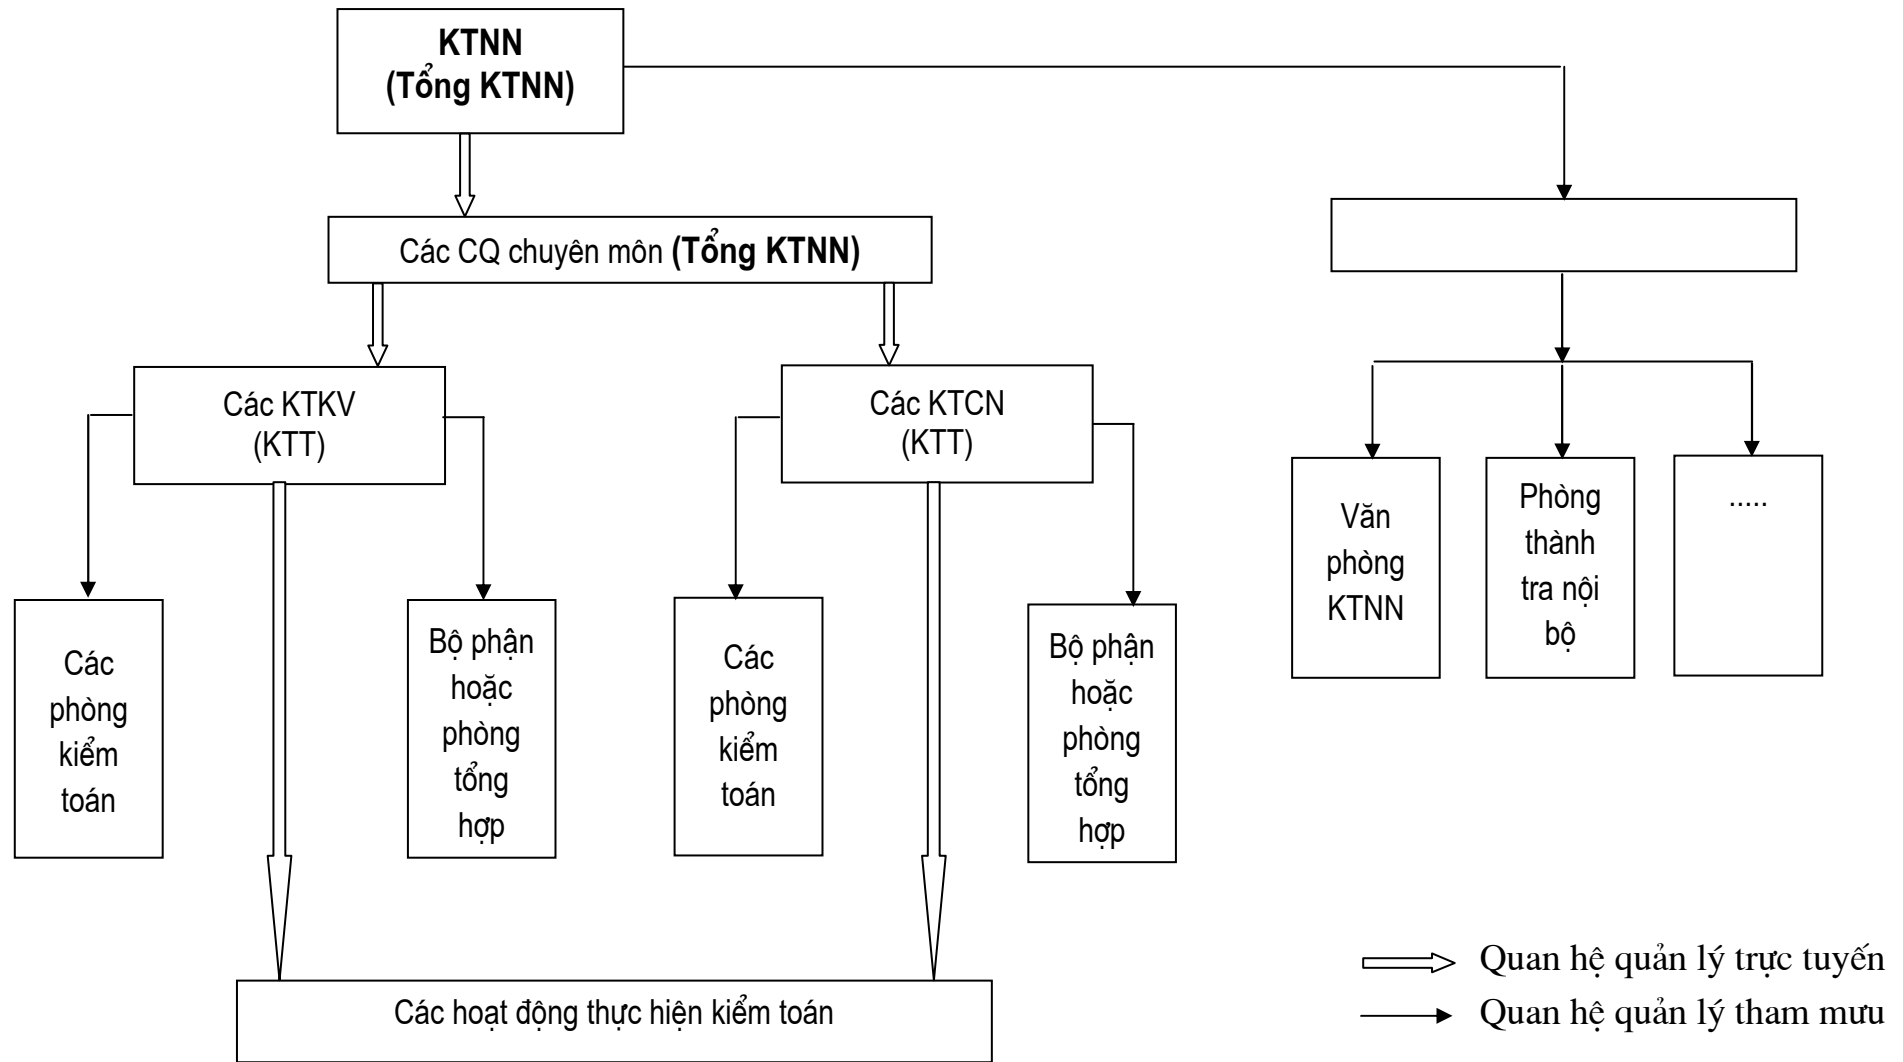 KTNN
(Tổng KTNN)
Các CQ chuyên môn (Tổng KTNN)
Các KTKV
(KTT)
Các KTCN
(KTT)
Các
phòng
kiểm
toán
Bộ phận
hoặc
phòng
tổng
hợp
Các
phòng
kiểm
toán
Bộ phận
hoặc
phòng
tổng
hợp
Văn
phòng
KTNN
Phòng
thành
tra nội
bộ
.....
Các hoạt động thực hiện kiểm toán
Quan hệ quản lý trực tuyến
Quan hệ quản lý tham mưu